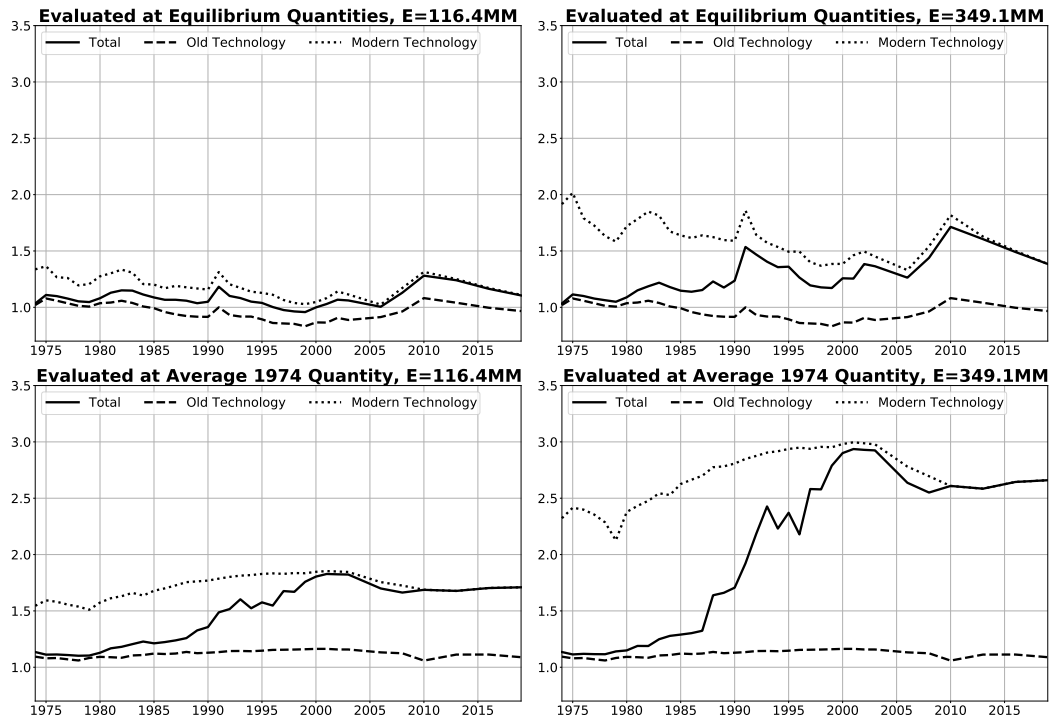 Evaluated at Equilibrium Quantities, E=116.4MM
Total Old Technology Modern Technology
3.5
3.0
2.5
2.0
1.5
1.0
1975 1980 1985 1990 1995 2000 2005 2010 2015
Evaluated at Equilibrium Quantities, E=349.1MM
Total Old Technology Modern Technology
3.5
3.0
2.5
2.0
1.5
1.0
1975 1980 1985 1990 1995 2000 2005 2010 2015
Evaluated at Average 1974 Quantity, E=116.4MM
Total Old Technology Modern Technology
3.5
3.0
2.5
2.0
1.5
1.0
1975 1980 1985 1990 1995 2000 2005 2010 2015
Evaluated at Average 1974 Quantity, E=349.1MM
Total Old Technology Modern Technology
3.5
3.0
2.5
2.0
1.5
1.0
1975 1980 1985 1990 1995 2000 2005 2010 2015